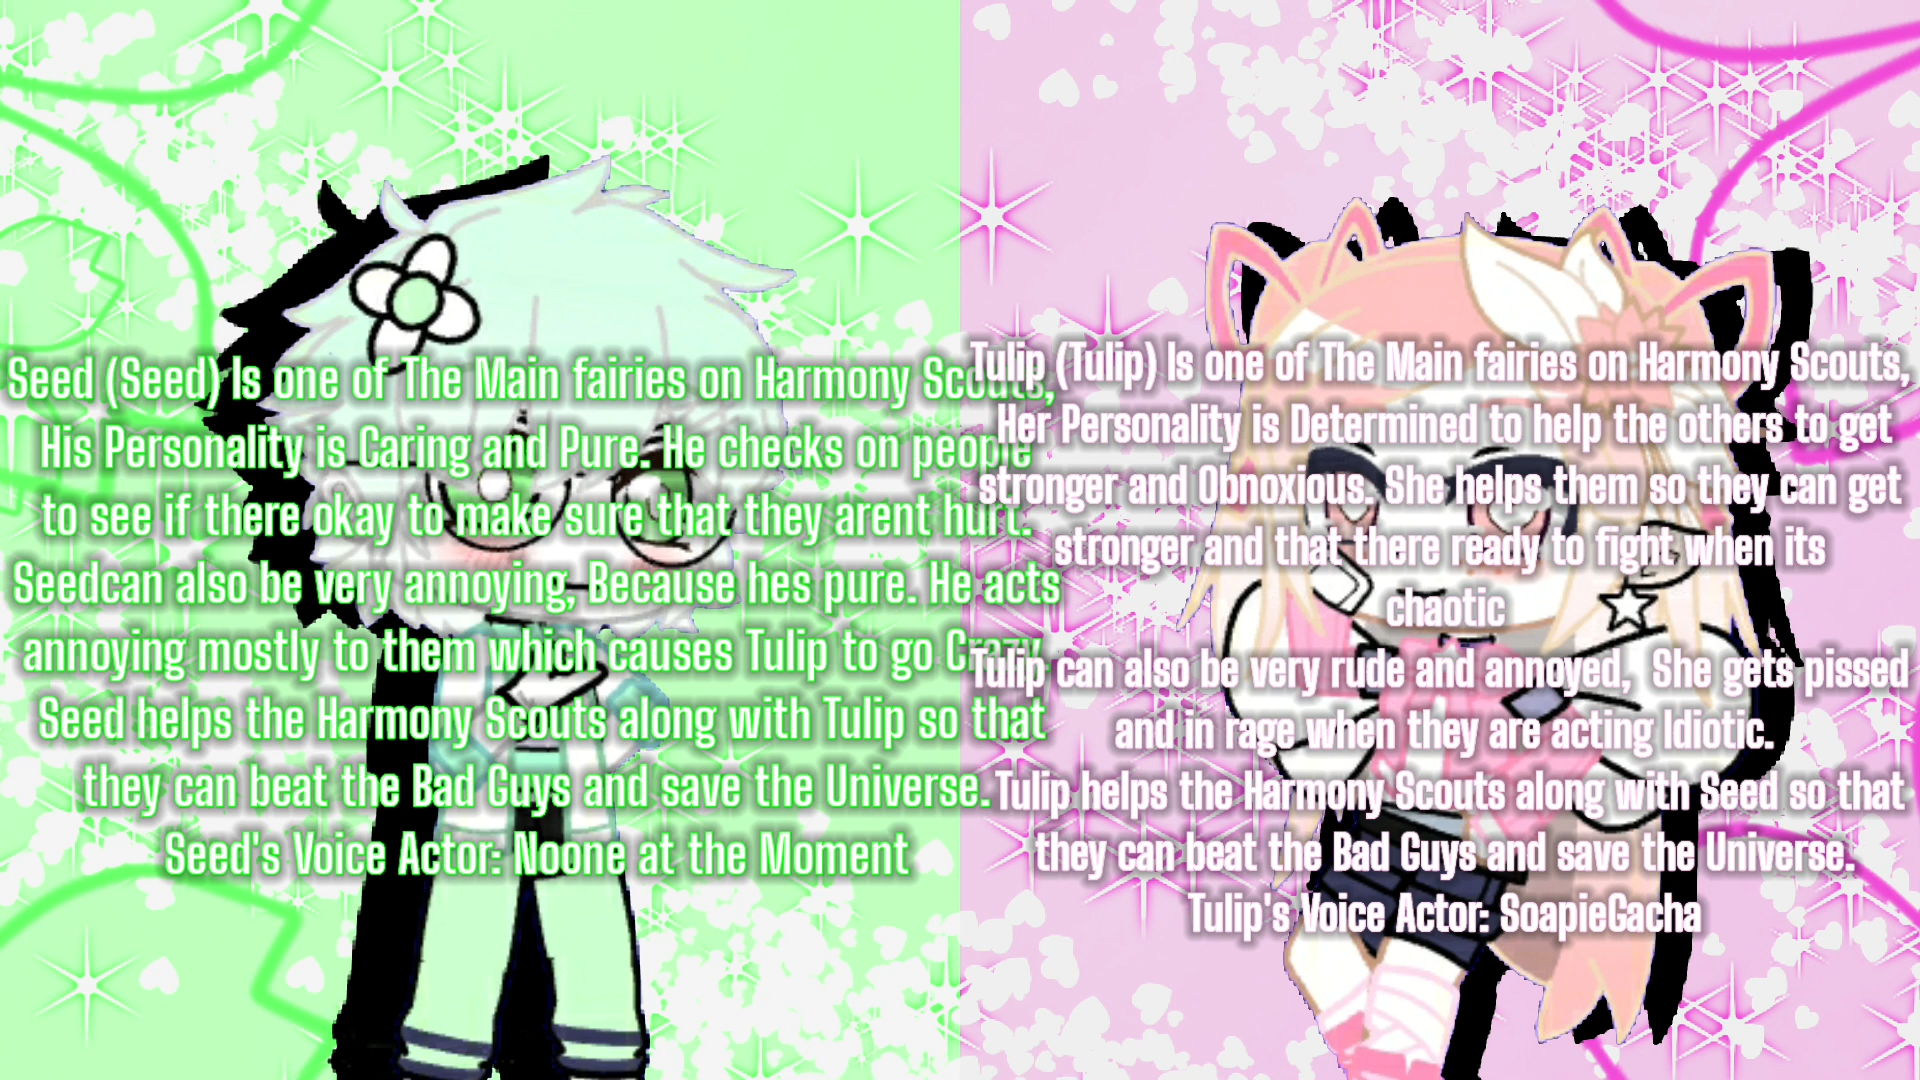 Seed (Seed) Is one of The Main fairies on Harmony Scouts,
His Personality is Caring and Pure. He checks on people
to see if there okay to make sure that they arent hurt.
Seedcan also be very annoying, Because hes pure. He acts
annoying mostly to them which causes Tulip to go Crazy.
Seed helps the Harmony Scouts along with Tulip so that
they can beat the Bad Guys and save the Universe.
Seed's Voice Actor: Noone at the Moment
Tulip (Tulip) Is one of The Main fairies on Harmony Scouts,
Her Personality is Determined to help the others to get
stronger and Obnoxious. She helps them so they can get
stronger and that there ready to fight when its
chaotic
Tulip can also be very rude and annoyed, She gets pissed
and in rage when they are acting Idiotic.
Tulip helps the Harmony Scouts along with Seed so that
they can beat the Bad Guys and save the Universe.
Tulip's Voice Actor: SoapieGacha